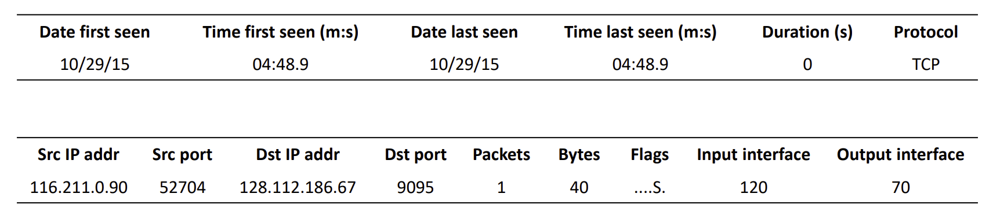 Date first seen Time first seen (m:s) Date last seen Time last seen (m:s) Duration (s) Protocol
10/29/15 04:48.9 10/29/15 04:48.9 0 TCP
Src IP addr Src port Dst IP addr Dst port Packets Bytes Flags Input interface Output interface
116.211.0.90 52704 128.112.186.67 9095 1 40 ....S. 120 70